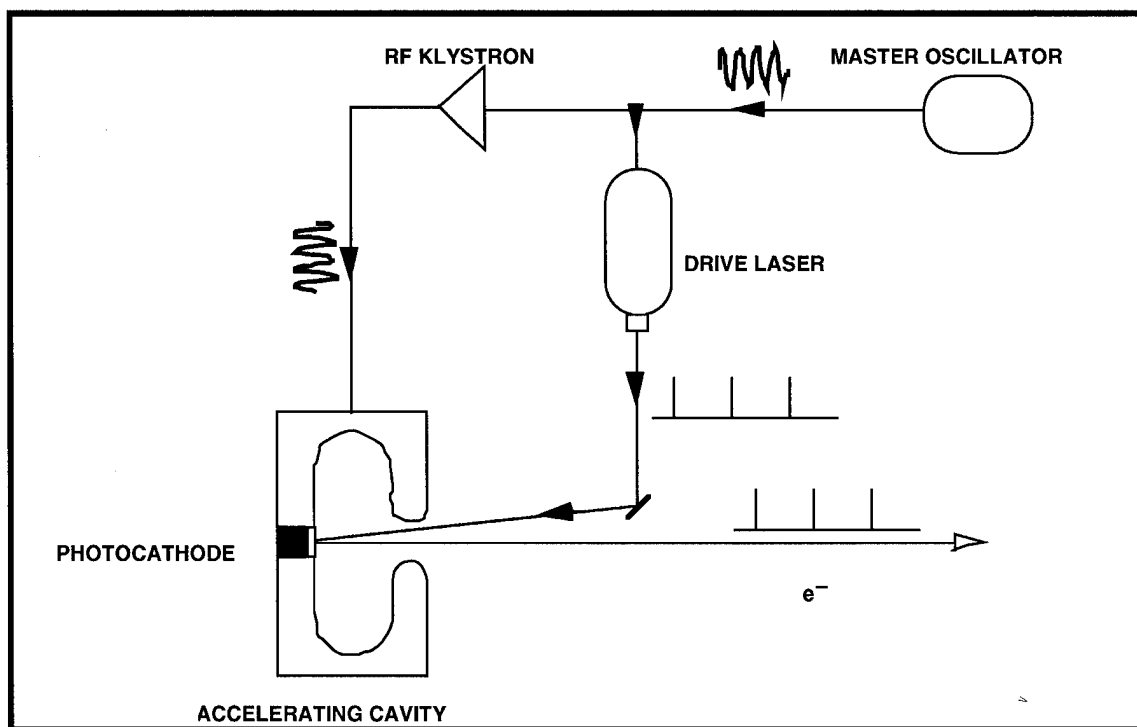 RF KLYSTRON
MASTER OSCILLATOR
DRIVE LASER
PHOTOCATHODE
e⁻
ACCELERATING CAVITY